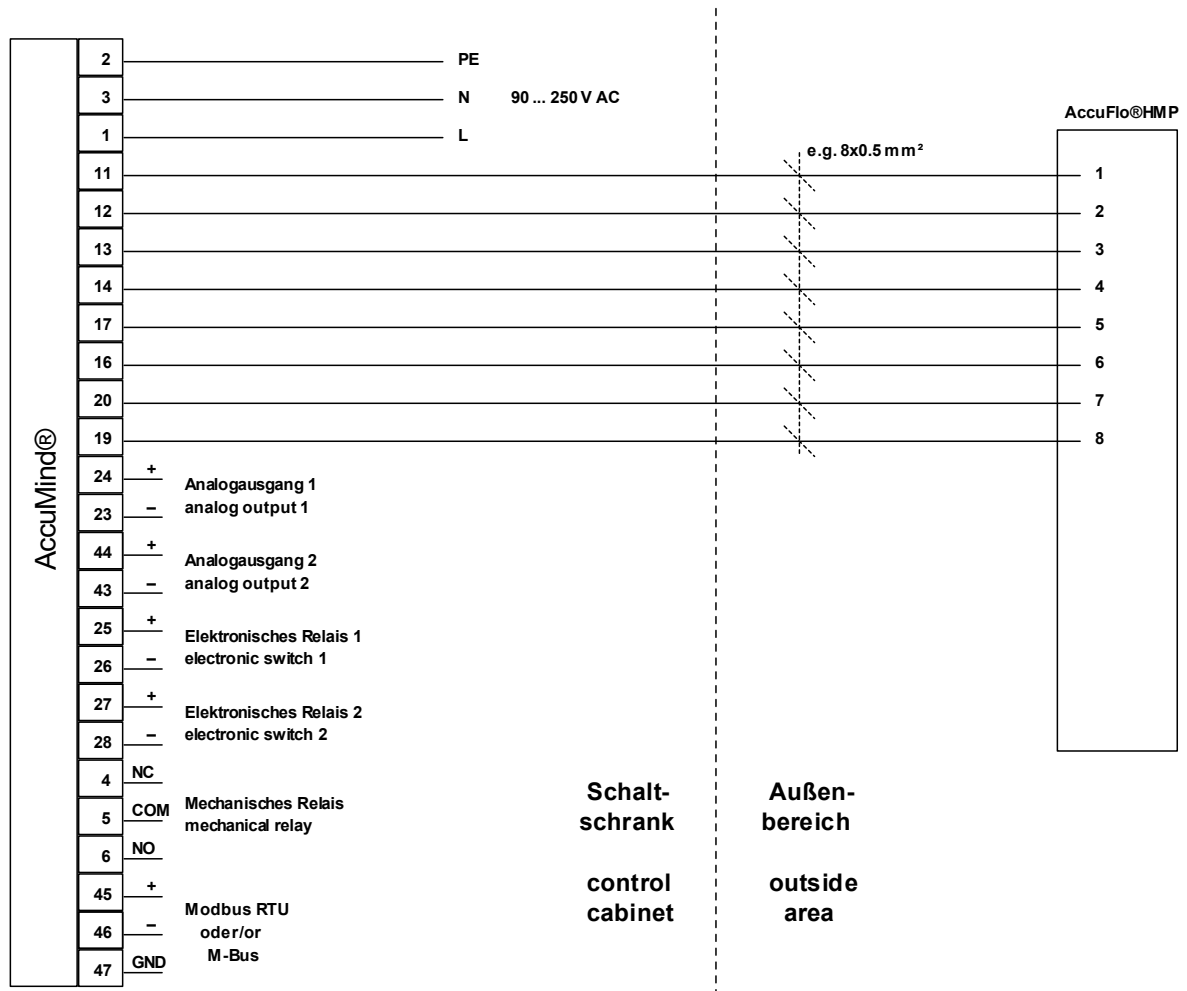 2 PE
3 N 90 ... 250 V AC
1 L
AccuFlo®HMP
e.g. 8x0.5 mm²
11 1
12 2
13 3
14 4
17 5
16 6
20 7
19 8
AccuMind®
24 +
Analogausgang 1
analog output 1
23 –
44 +
Analogausgang 2
analog output 2
43 –
25 +
Elektronisches Relais 1
electronic switch 1
26 –
27 +
Elektronisches Relais 2
electronic switch 2
28 –
4 NC
5 COM
Mechanisches Relais
mechanical relay
6 NO
45 +
Modbus RTU
oder/or
M-Bus
46 –
47 GND
Schalt-
schrank
control
cabinet
Außen-
bereich
outside
area